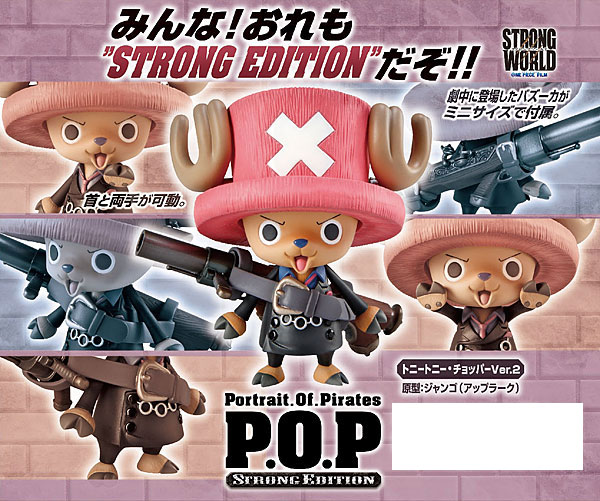 みんな!おれも
"STRONG EDITION"だぞ!!
STRONG
WORLD
ONE PIECE FILM
劇中に登場したバズーカが
ミニサイズで付属。
首と両手が可動。
トニートニー・チョッパーVer.2
原型:ジャンゴ(アップラーク)
Portrait.Of.Pirates
P.O.P
STRONG EDITION